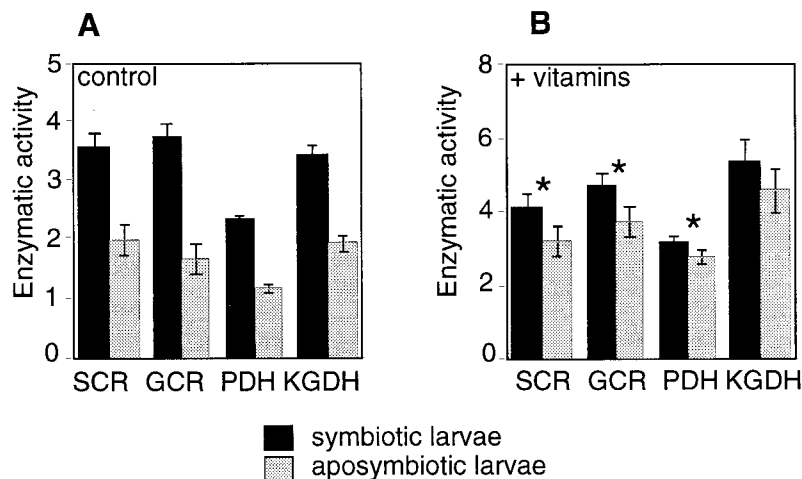 A
B
Enzymatic activity
5
4
3
2
1
0
control
SCR GCR PDH KGDH
Enzymatic activity
8
6
4
2
0
+ vitamins
*
*
*
SCR GCR PDH KGDH
symbiotic larvae
aposymbiotic larvae